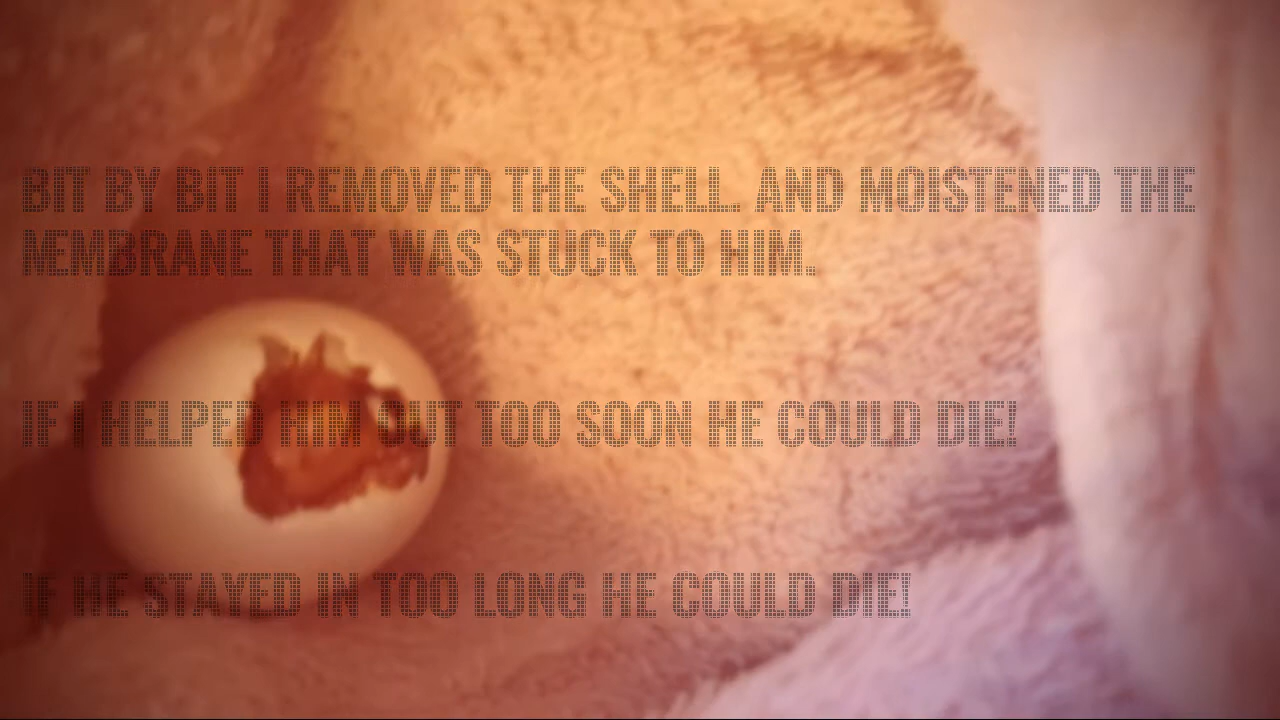 BIT BY BIT I REMOVED THE SHELL. AND MOISTENED THE
MEMBRANE THAT WAS STUCK TO HIM.
IF I HELPED HIM OUT TOO SOON HE COULD DIE!
IF HE STAYED IN TOO LONG HE COULD DIE!